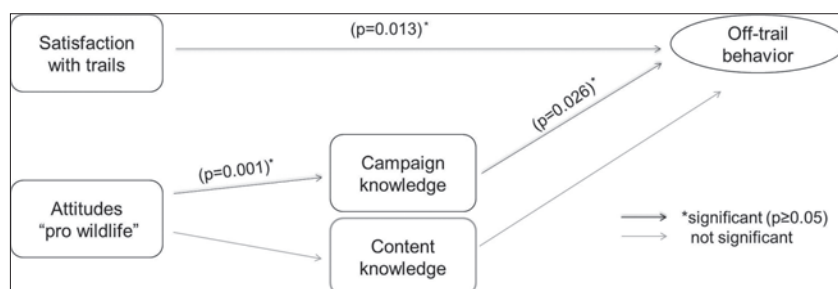 Satisfaction
with trails
(p=0.013)*
Off-trail
behavior
(p=0.026)*
(p=0.001)*
Campaign
knowledge
Attitudes
“pro wildlife”
Content
knowledge
*significant (p≥0.05)
not significant